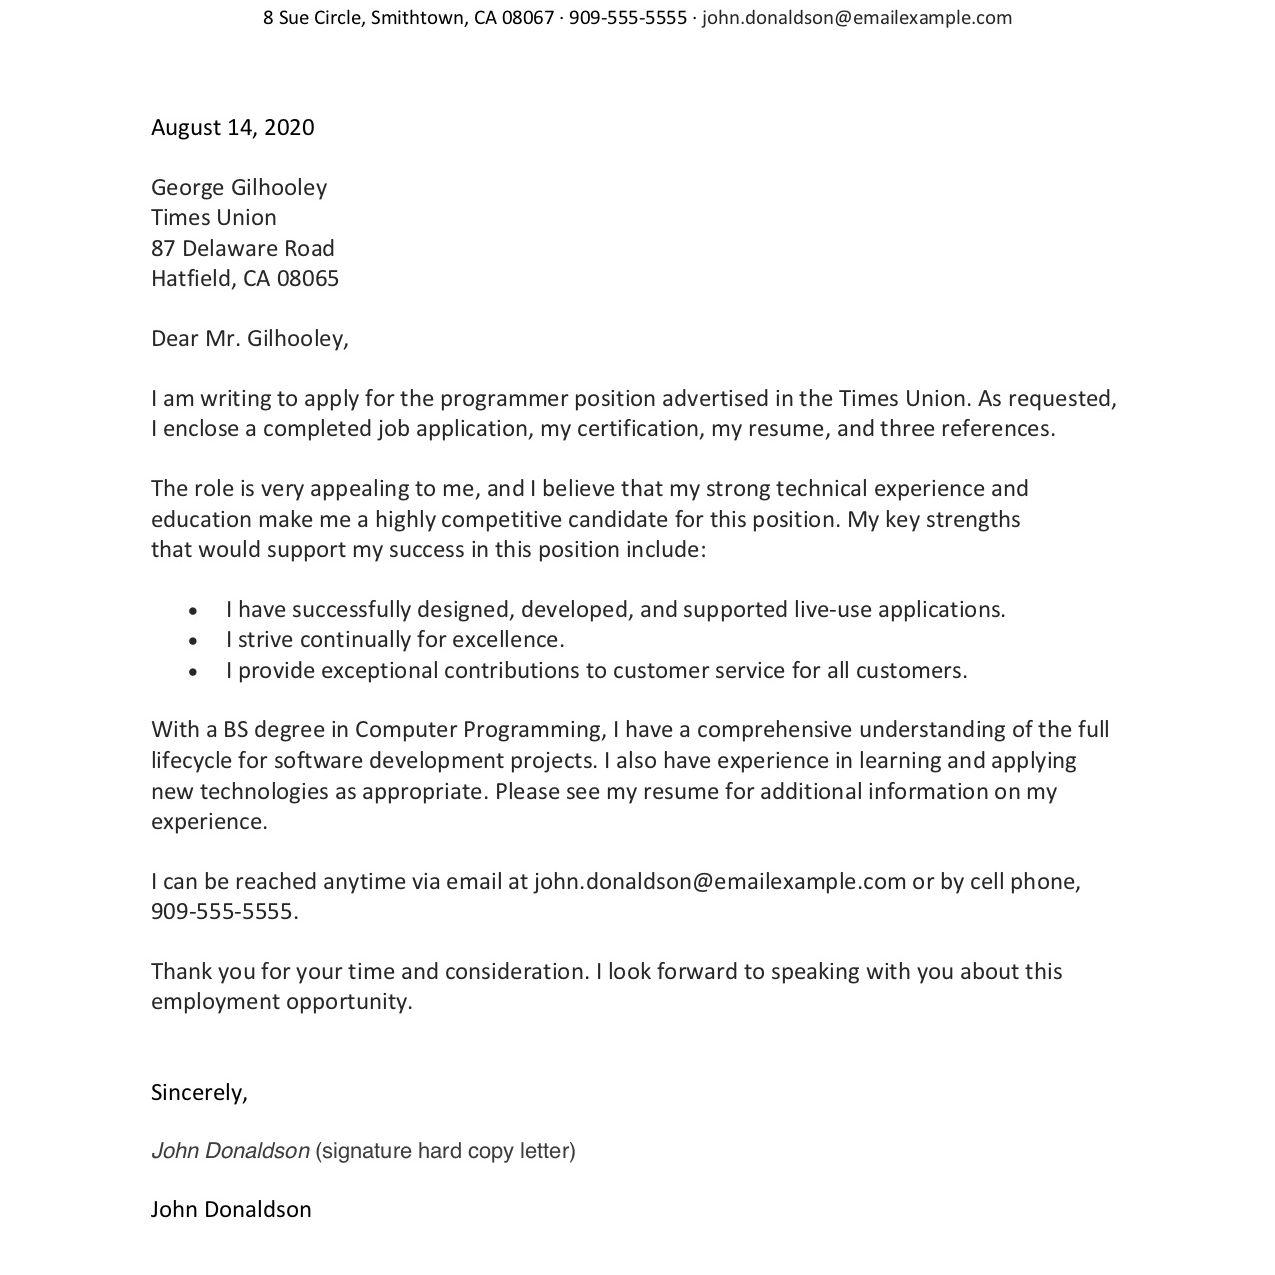 8 Sue Circle, Smithtown, CA 08067 · 909-555-5555 · john.donaldson@emailexample.com
August 14, 2020
George Gilhooley
Times Union
87 Delaware Road
Hatfield, CA 08065
Dear Mr. Gilhooley,
I am writing to apply for the programmer position advertised in the Times Union. As requested,
I enclose a completed job application, my certification, my resume, and three references.
The role is very appealing to me, and I believe that my strong technical experience and
education make me a highly competitive candidate for this position. My key strengths
that would support my success in this position include:
• I have successfully designed, developed, and supported live-use applications.
• I strive continually for excellence.
• I provide exceptional contributions to customer service for all customers.
With a BS degree in Computer Programming, I have a comprehensive understanding of the full
lifecycle for software development projects. I also have experience in learning and applying
new technologies as appropriate. Please see my resume for additional information on my
experience.
I can be reached anytime via email at john.donaldson@emailexample.com or by cell phone,
909-555-5555.
Thank you for your time and consideration. I look forward to speaking with you about this
employment opportunity.
Sincerely,
John Donaldson (signature hard copy letter)
John Donaldson